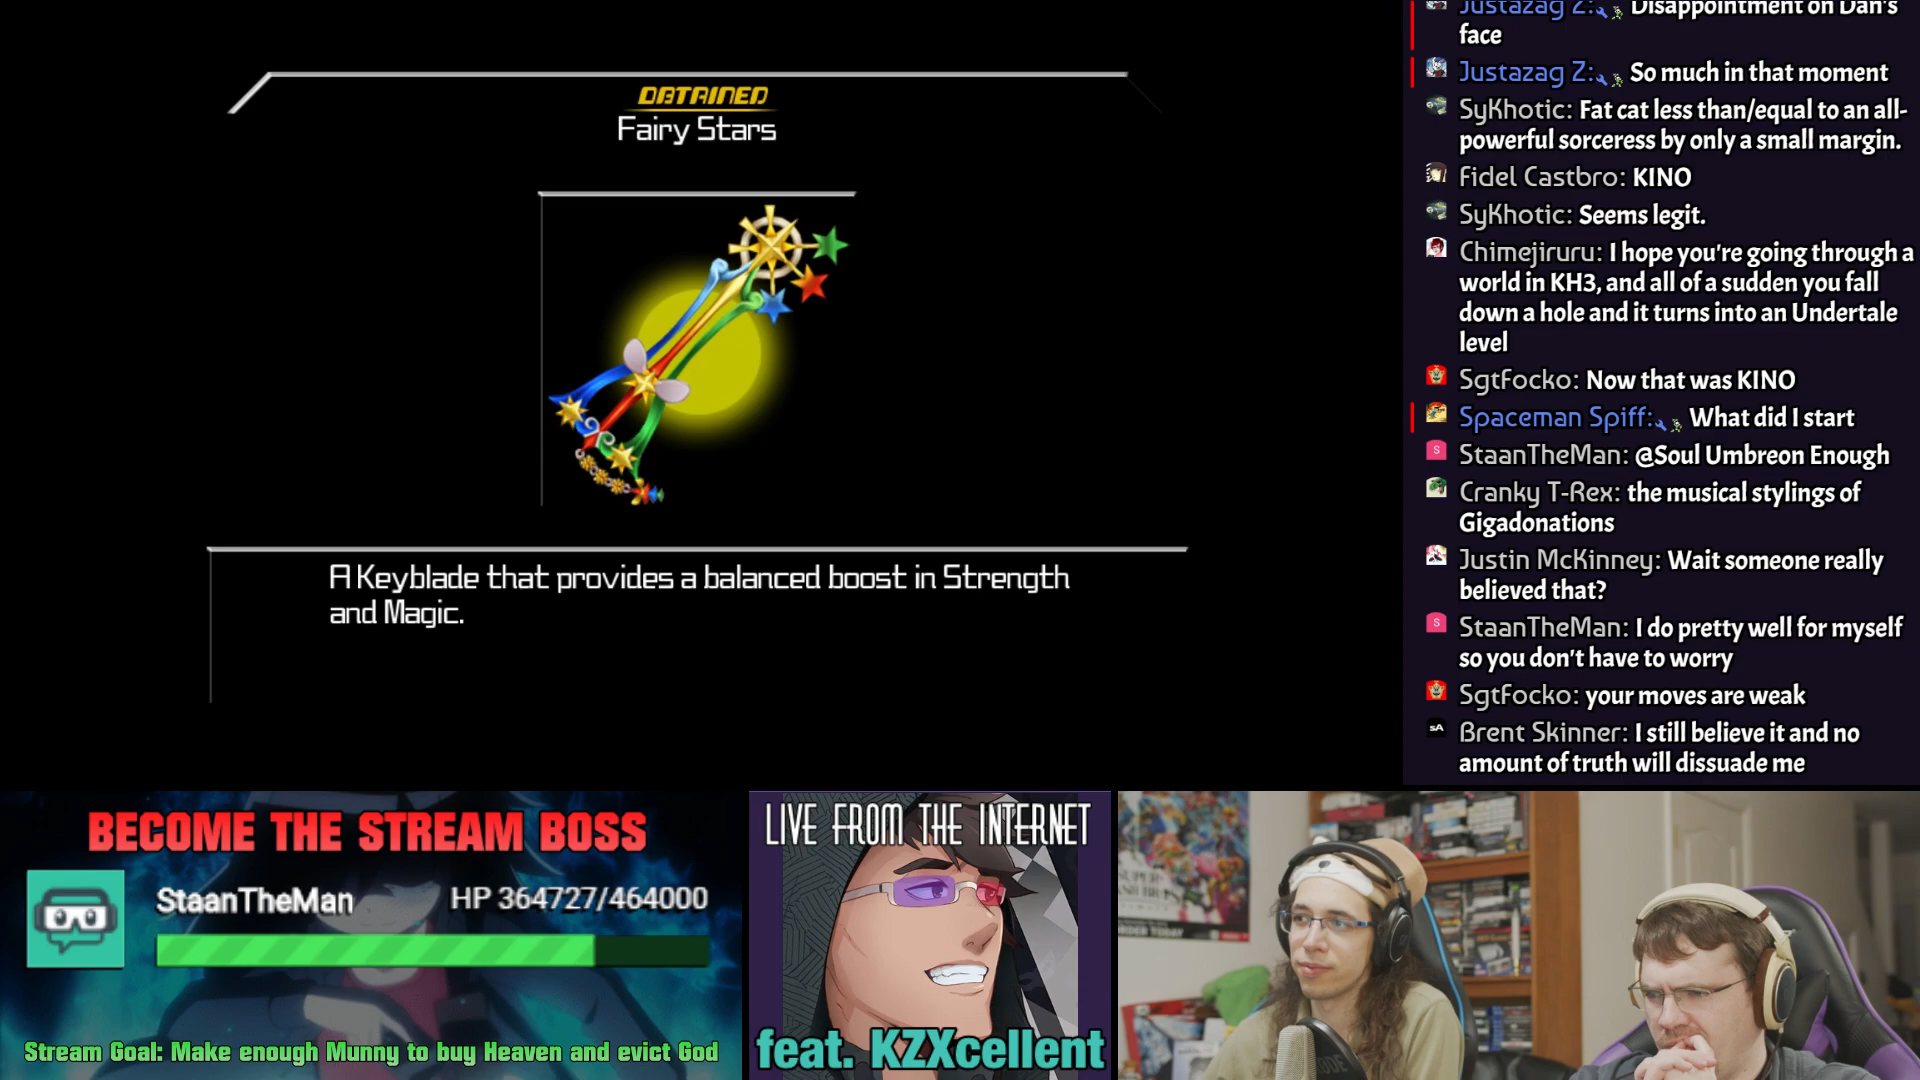 OBTAINED
Fairy Stars
A Keyblade that provides a balanced boost in Strength
and Magic.
Justazag Z: Disappointment on Dan's
face
Justazag Z: So much in that moment
SyKhotic: Fat cat less than/equal to an all-
powerful sorceress by only a small margin.
Fidel Castbro: KINO
SyKhotic: Seems legit.
Chimejiruru: I hope you're going through a
world in KH3, and all of a sudden you fall
down a hole and it turns into an Undertale
level
SgtFocko: Now that was KINO
Spaceman Spiff: What did I start
S
StaanTheMan: @Soul Umbreon Enough
Cranky T-Rex: the musical stylings of
Gigadonations
Justin McKinney: Wait someone really
believed that?
S
StaanTheMan: I do pretty well for myself
so you don't have to worry
SgtFocko: your moves are weak
sA
Brent Skinner: I still believe it and no
amount of truth will dissuade me
BECOME THE STREAM BOSS
StaanTheMan HP 364727/464000
Stream Goal: Make enough Munny to buy Heaven and evict God
LIVE FROM THE INTERNET
feat. KZXcellent